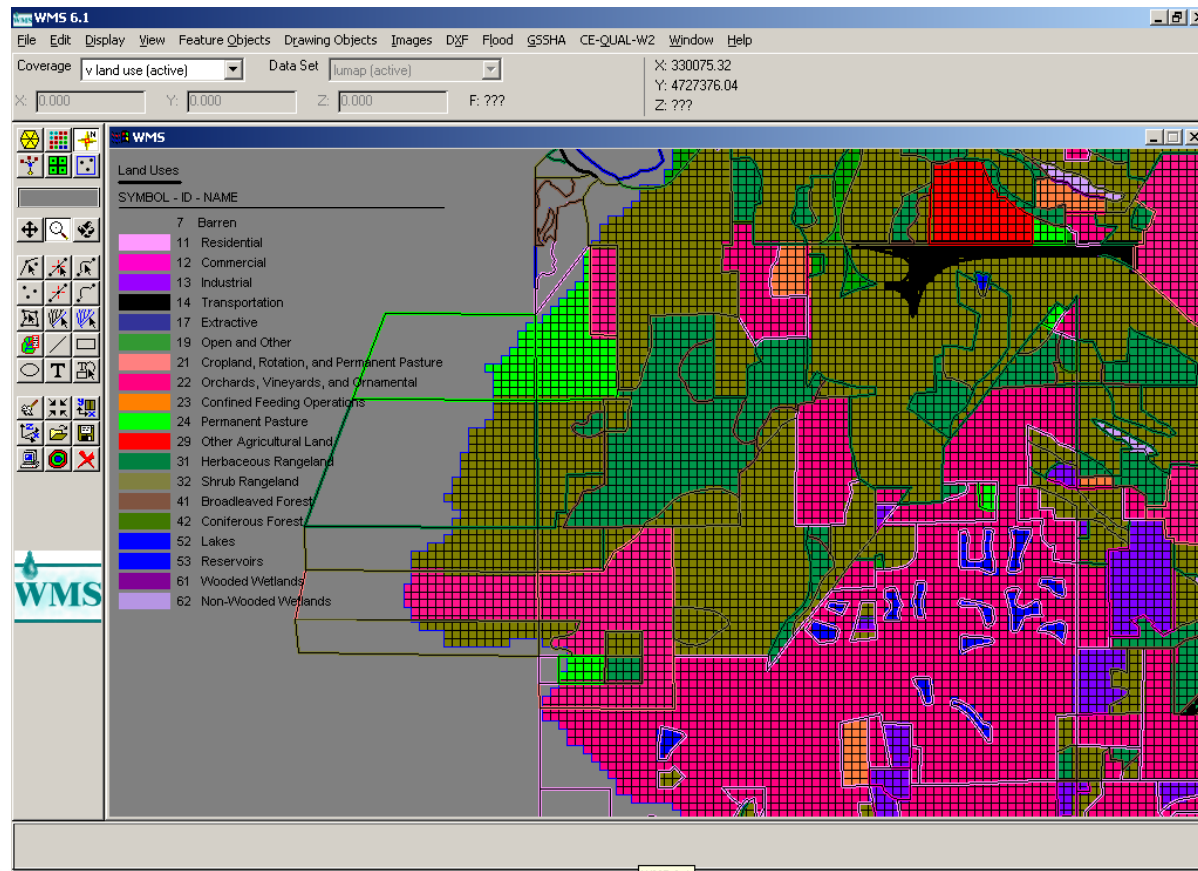 WMS 6.1
File Edit Display View Feature Objects Drawing Objects Images DXF Flood GSSHA CE-QUAL-W2 Window Help
Coverage v land use (active) Data Set lumap (active) X: 330075.32
Y: 4727376.04
X: 0.000 Y: 0.000 Z: 0.000 F: ??? Z: ???
WMS
Land Uses
SYMBOL - ID - NAME
7 Barren
11 Residential
12 Commercial
13 Industrial
14 Transportation
17 Extractive
19 Open and Other
21 Cropland, Rotation, and Permanent Pasture
22 Orchards, Vineyards, and Ornamental
23 Confined Feeding Operations
24 Permanent Pasture
29 Other Agricultural Land
31 Herbaceous Rangeland
32 Shrub Rangeland
41 Broadleaved Forest
42 Coniferous Forest
52 Lakes
53 Reservoirs
61 Wooded Wetlands
62 Non-Wooded Wetlands
WMS